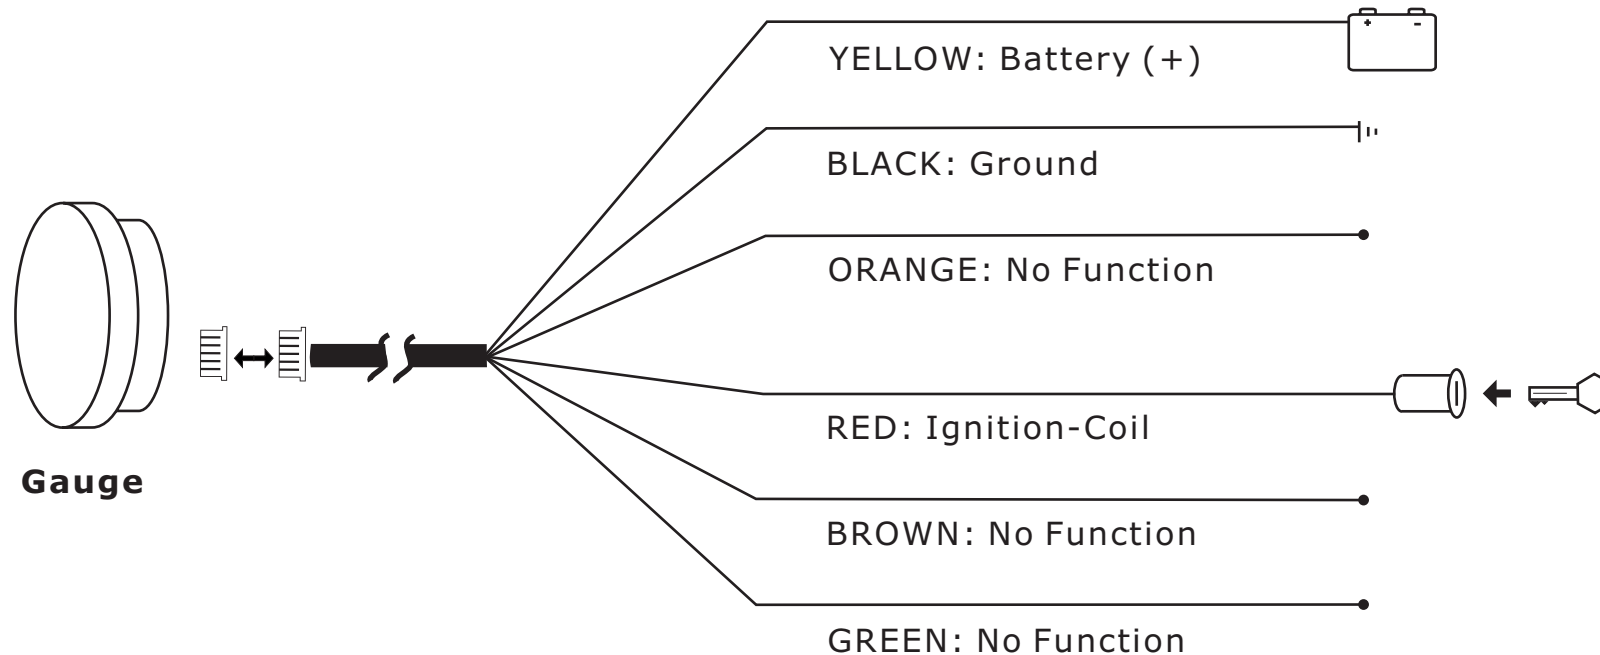 YELLOW: Battery (+)
+ -
BLACK: Ground
ORANGE: No Function
RED: Ignition-Coil
Gauge
BROWN: No Function
GREEN: No Function